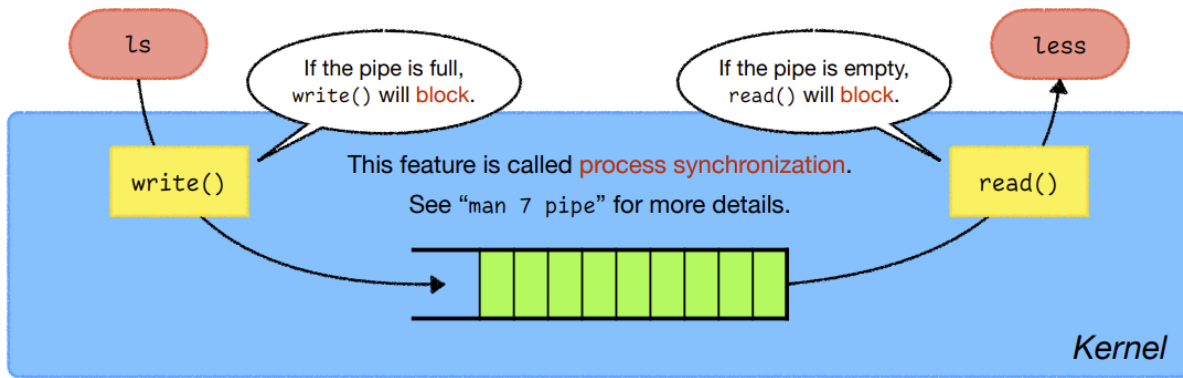 ls
less
If the pipe is full,
write() will block.
If the pipe is empty,
read() will block.
This feature is called process synchronization.
See “man 7 pipe” for more details.
write()
read()
Kernel